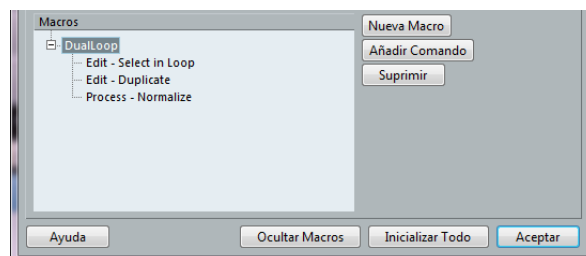 Macros
DualLoop
Edit - Select in Loop
Edit - Duplicate
Process - Normalize
Nueva Macro
Añadir Comando
Suprimir
Ayuda
Ocultar Macros
Inicializar Todo
Aceptar